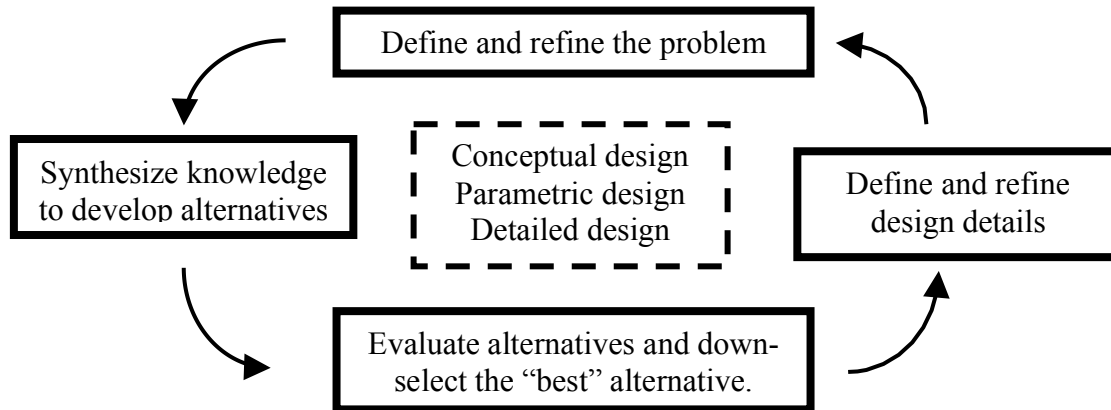 Define and refine the problem
Synthesize knowledge
to develop alternatives
Conceptual design
Parametric design
Detailed design
Define and refine
design details
Evaluate alternatives and down-
select the “best” alternative.